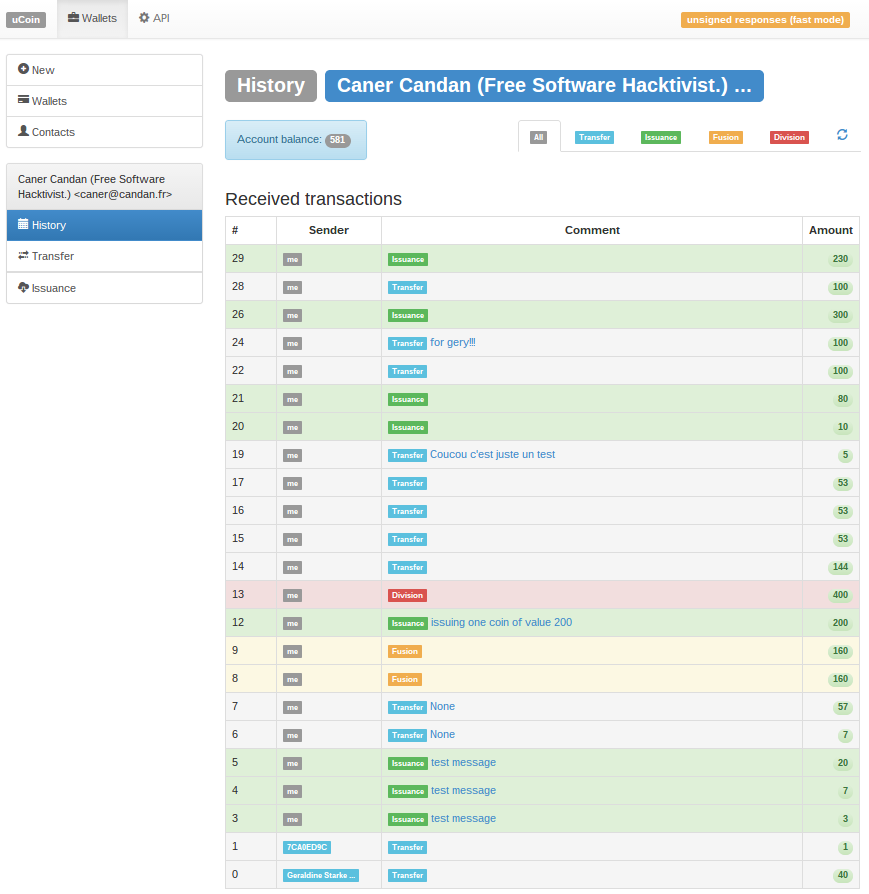 uCoin Wallets API unsigned responses (fast mode)
New
Wallets
Contacts
Caner Candan (Free Software
Hacktivist.) <caner@candan.fr>
History
Transfer
Issuance
History Caner Candan (Free Software Hacktivist.) ...
Account balance: 581 All Transfer Issuance Fusion Division
Received transactions
# Sender Comment Amount
29 me Issuance 230
28 me Transfer 100
26 me Issuance 300
24 me Transfer for gery!!! 100
22 me Transfer 100
21 me Issuance 80
20 me Issuance 10
19 me Transfer Coucou c'est juste un test 5
17 me Transfer 53
16 me Transfer 53
15 me Transfer 53
14 me Transfer 144
13 me Division 400
12 me Issuance issuing one coin of value 200 200
9 me Fusion 160
8 me Fusion 160
7 me Transfer None 57
6 me Transfer None 7
5 me Issuance test message 20
4 me Issuance test message 7
3 me Issuance test message 3
1 7CA0ED9C Transfer 1
0 Geraldine Starke ... Transfer 40